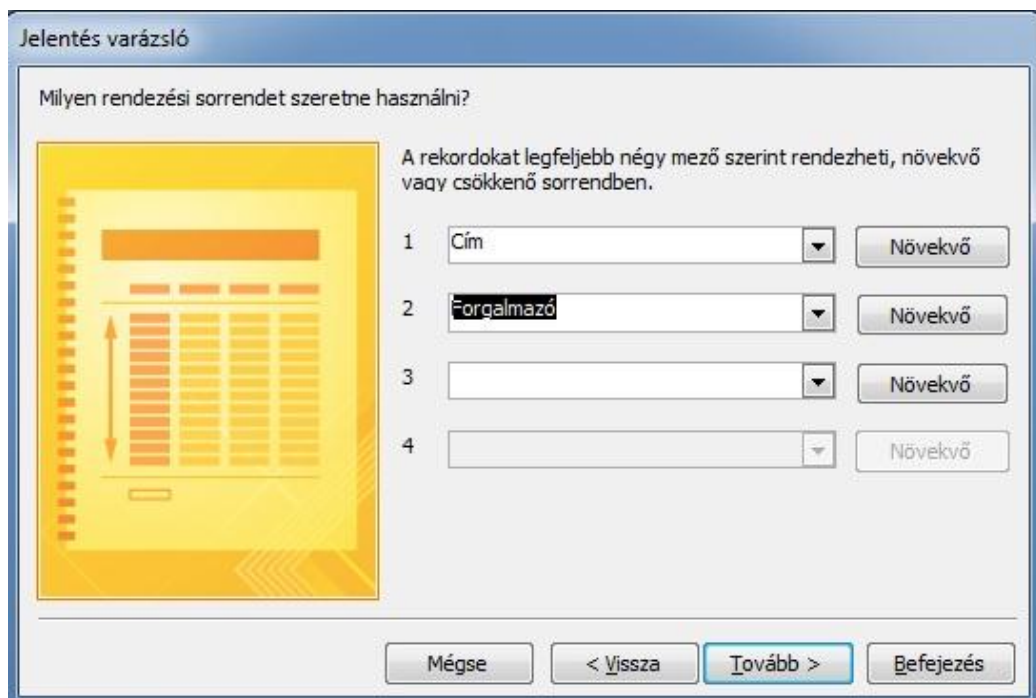 Jelentés varázsló
Milyen rendezési sorrendet szeretne használni?
A rekordokat legfeljebb négy mező szerint rendezheti, növekvő
vagy csökkenő sorrendben.
1 Cím Növekvő
2 Forgalmazó Növekvő
3 Növekvő
4 Növekvő
Mégse < Vissza Tovább > Befejezés